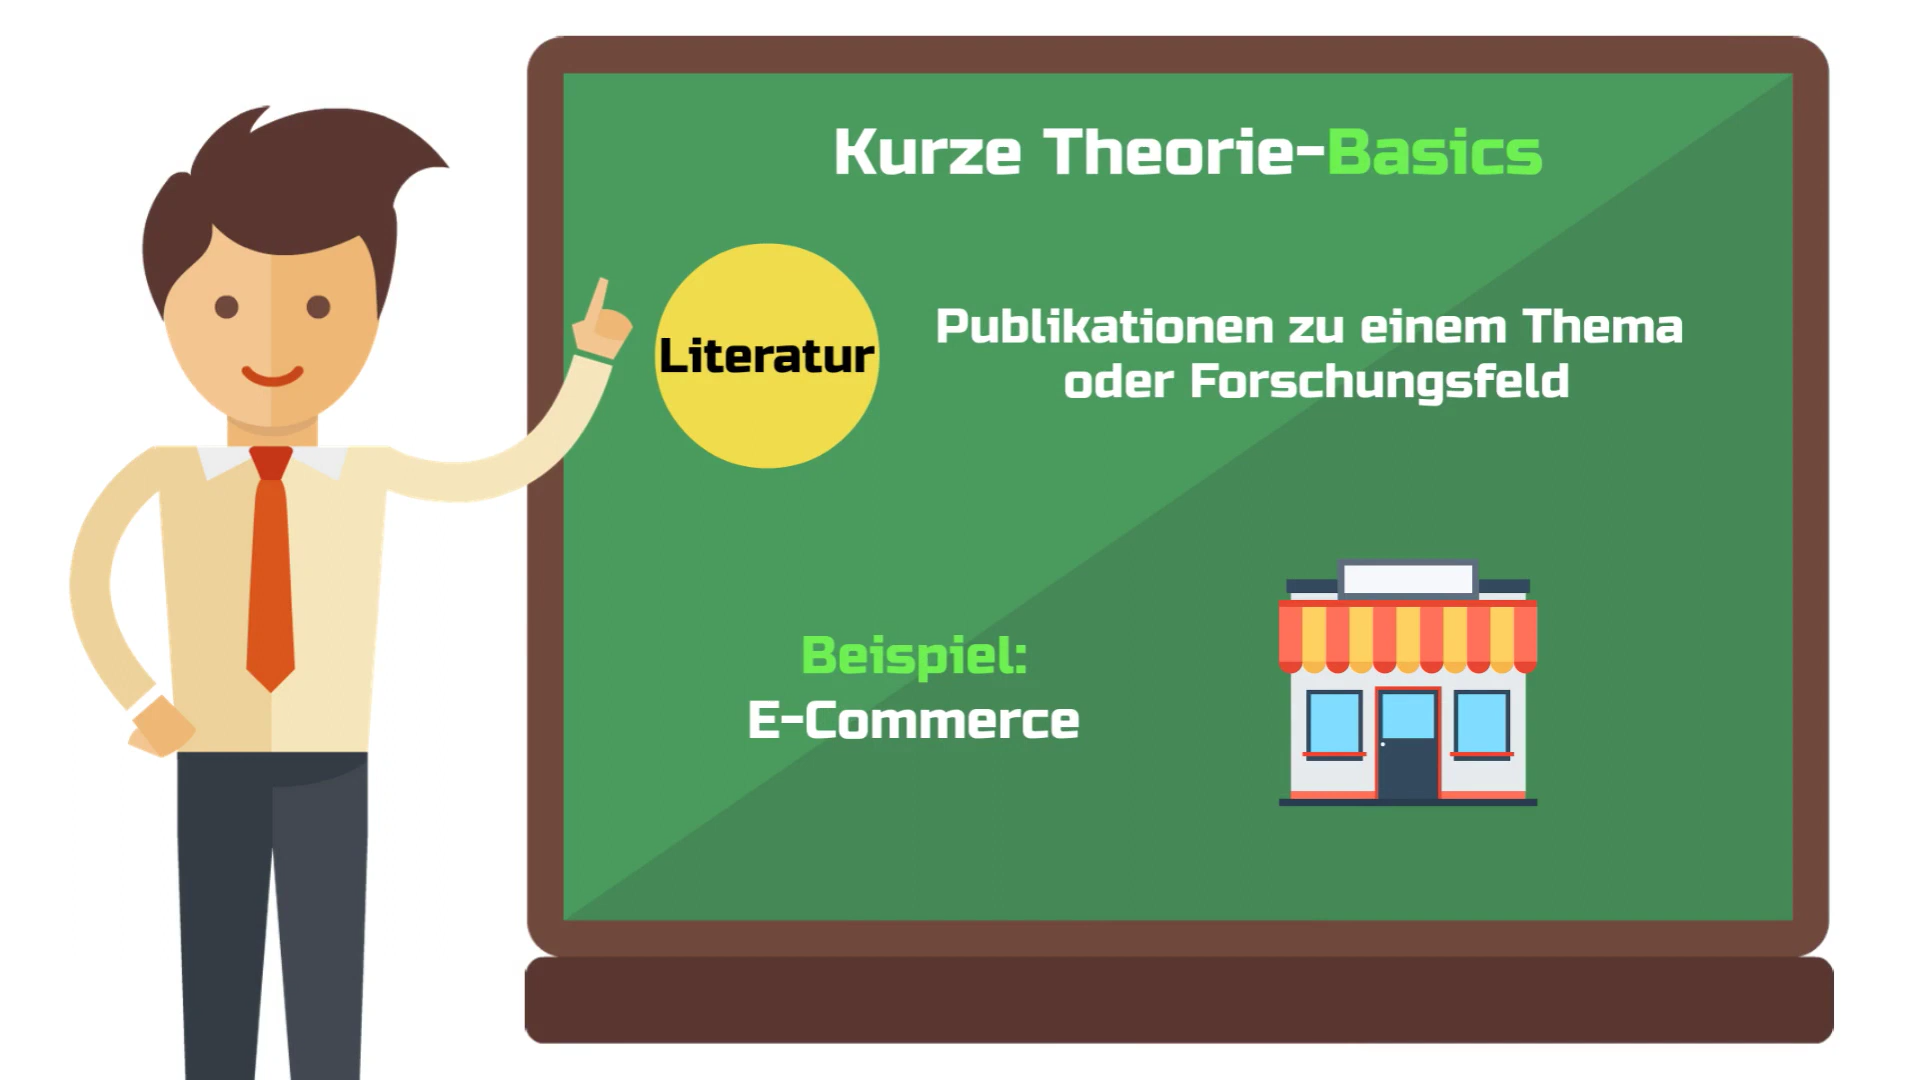 Kurze Theorie-Basics
Literatur
Publikationen zu einem Thema
oder Forschungsfeld
Beispiel:
E-Commerce